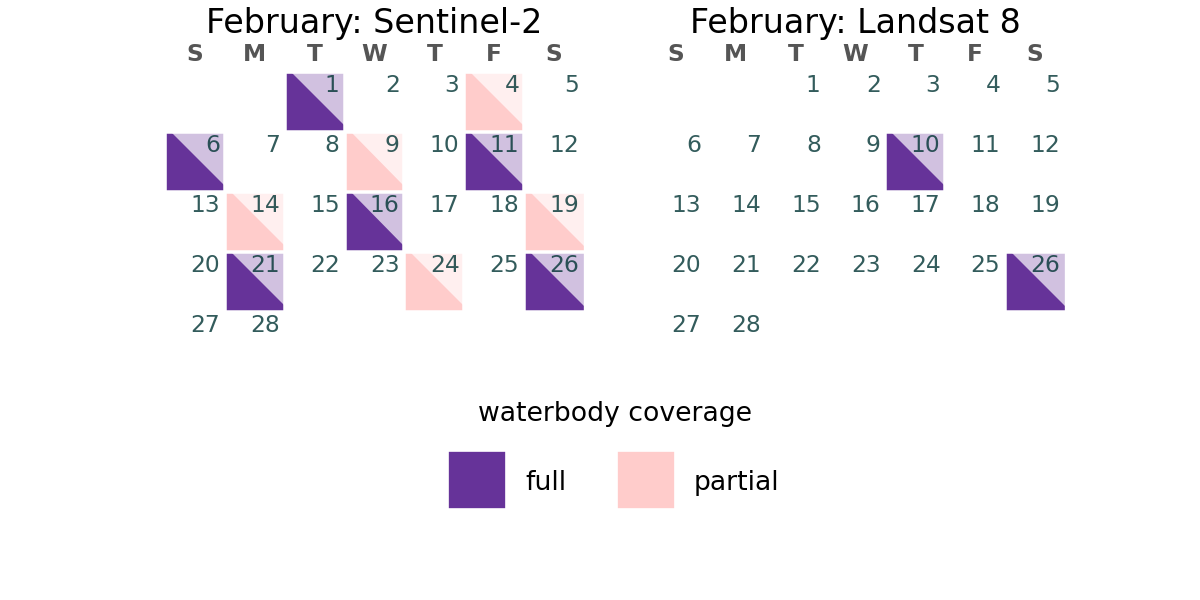 February: Sentinel-2
S M T W T F S
1 2 3 4 5
6 7 8 9 10 11 12
13 14 15 16 17 18 19
20 21 22 23 24 25 26
27 28
February: Landsat 8
S M T W T F S
1 2 3 4 5
6 7 8 9 10 11 12
13 14 15 16 17 18 19
20 21 22 23 24 25 26
27 28
waterbody coverage
full partial